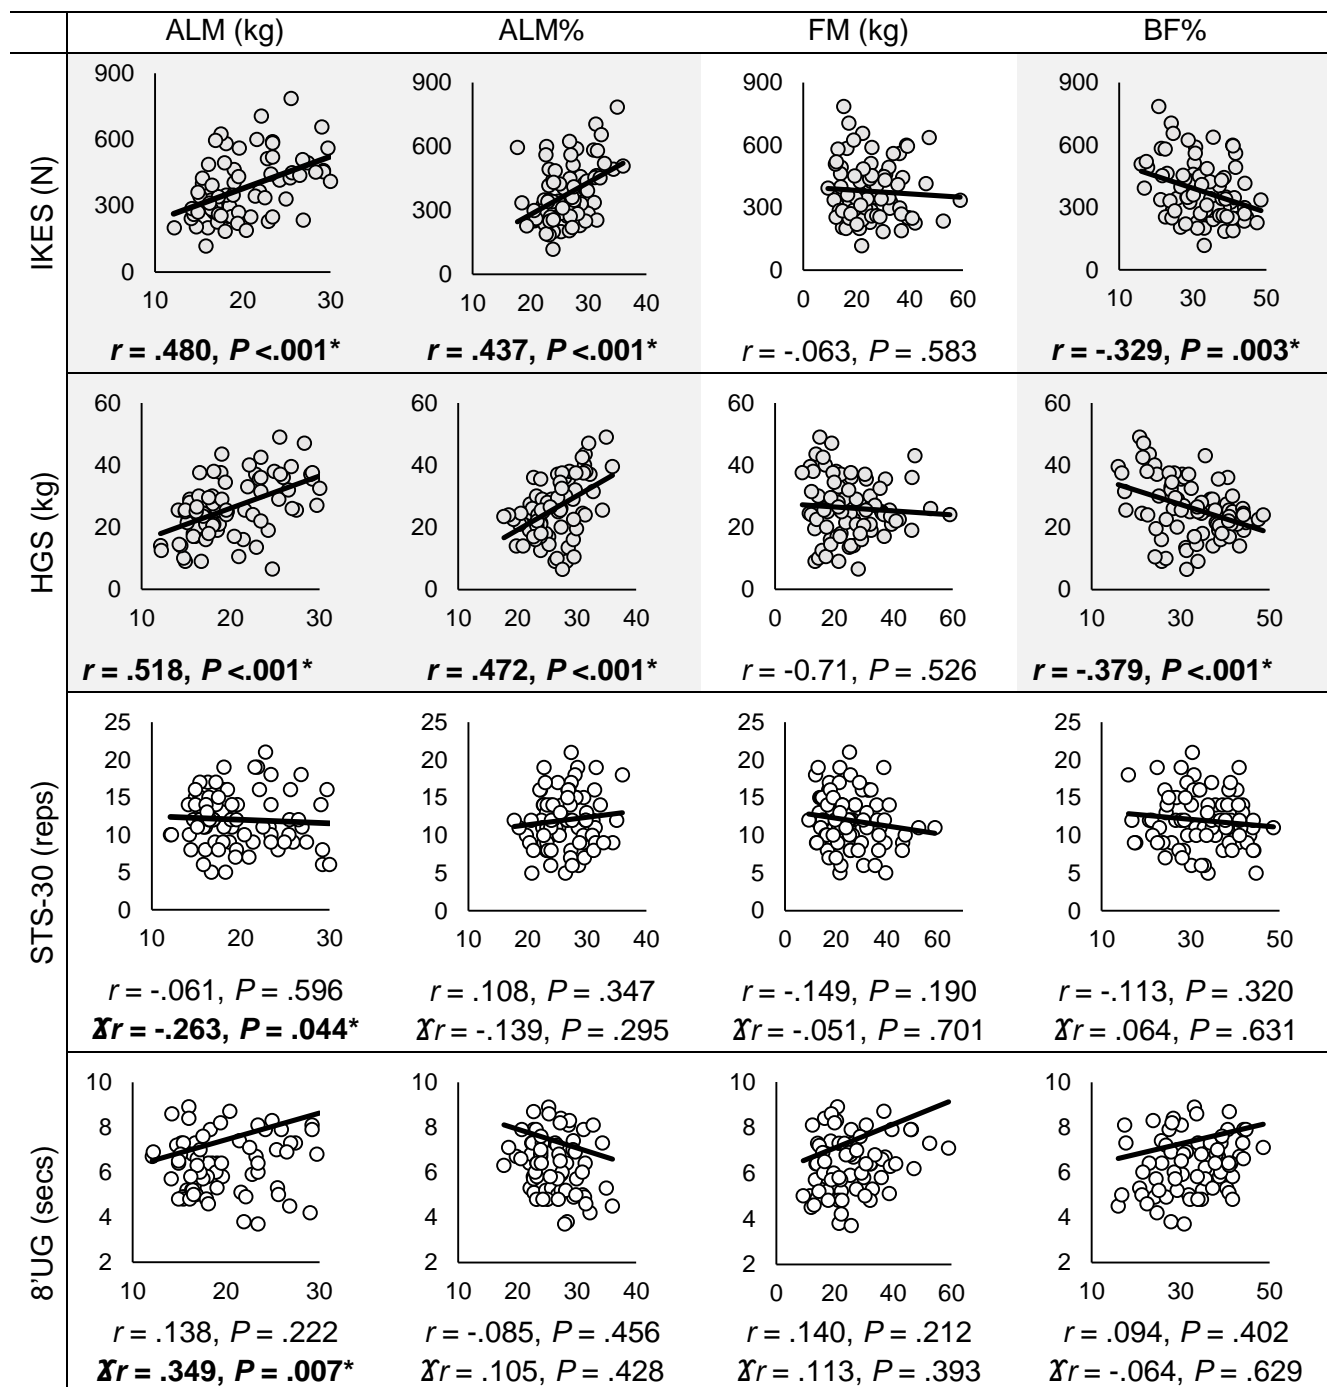 ALM (kg)
ALM%
FM (kg)
BF%
IKES (N)
900
600
300
0
10 20 30
r = .480, P <.001*
900
600
300
0
10 20 30 40
r = .437, P <.001*
900
600
300
0
0 20 40 60
r = -.063, P = .583
900
600
300
0
10 30 50
r = -.329, P = .003*
HGS (kg)
60
40
20
0
10 20 30
r = .518, P <.001*
60
40
20
0
10 20 30 40
r = .472, P <.001*
60
40
20
0
0 20 40 60
r = -0.71, P = .526
60
40
20
0
10 30 50
r = -.379, P <.001*
STS-30 (reps)
25
20
15
10
5
0
10 20 30
r = -.061, P = .596
r = -.263, P = .044*
25
20
15
10
5
0
10 20 30 40
r = .108, P = .347
r = -.139, P = .295
25
20
15
10
5
0
0 20 40 60
r = -.149, P = .190
r = -.051, P = .701
25
20
15
10
5
0
10 30 50
r = -.113, P = .320
r = .064, P = .631
8'UG (secs)
10
8
6
4
2
10 20 30
r = .138, P = .222
r = .349, P = .007*
10
8
6
4
2
10 20 30 40
r = -.085, P = .456
r = .105, P = .428
10
8
6
4
2
0 20 40 60
r = .140, P = .212
r = .113, P = .393
10
8
6
4
2
10 30 50
r = .094, P = .402
r = -.064, P = .629